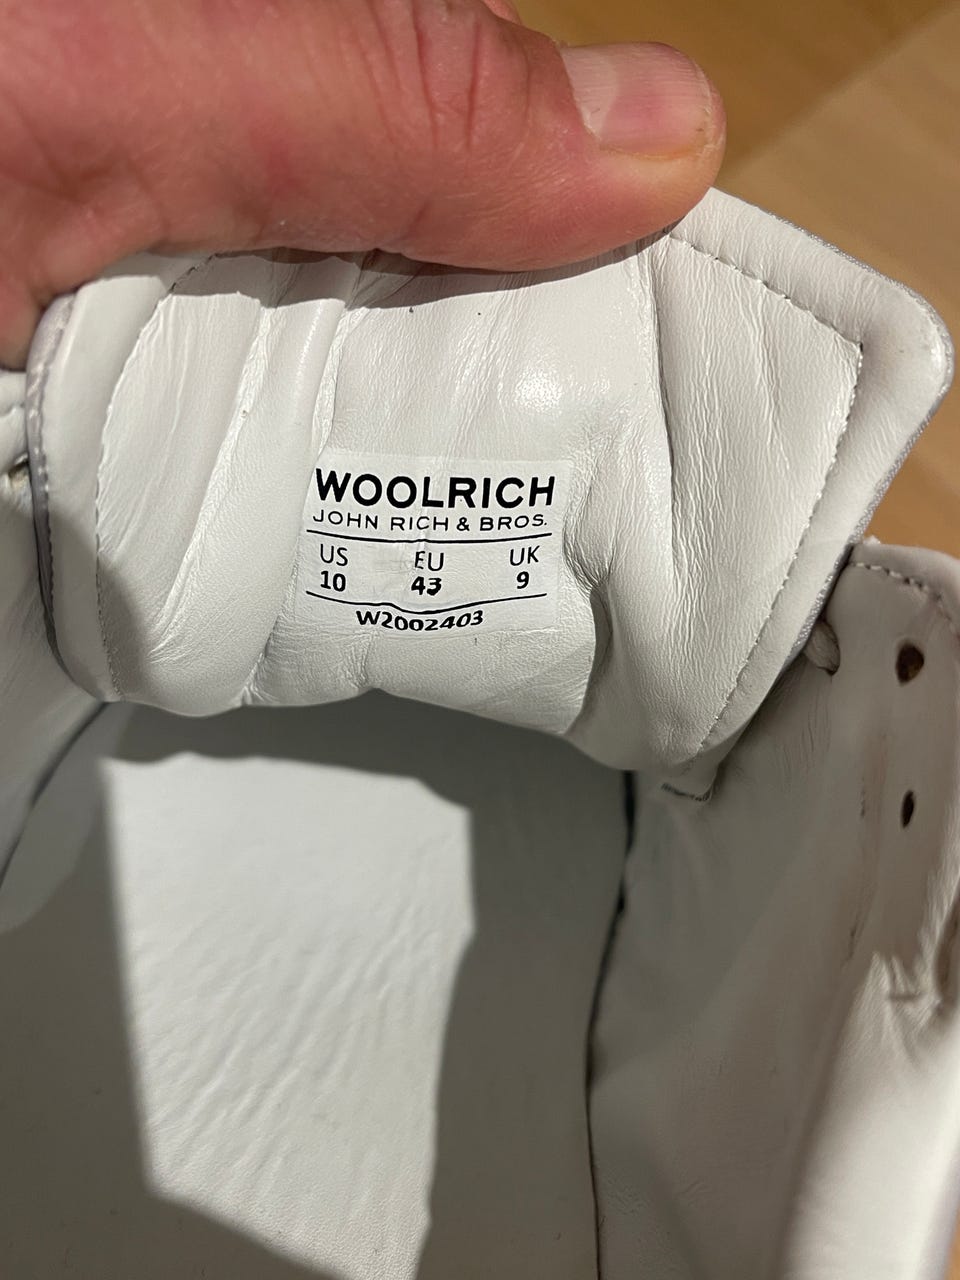 WOOLRICH
JOHN RICH & BROS.
US EU UK
10 43 9
W2002403